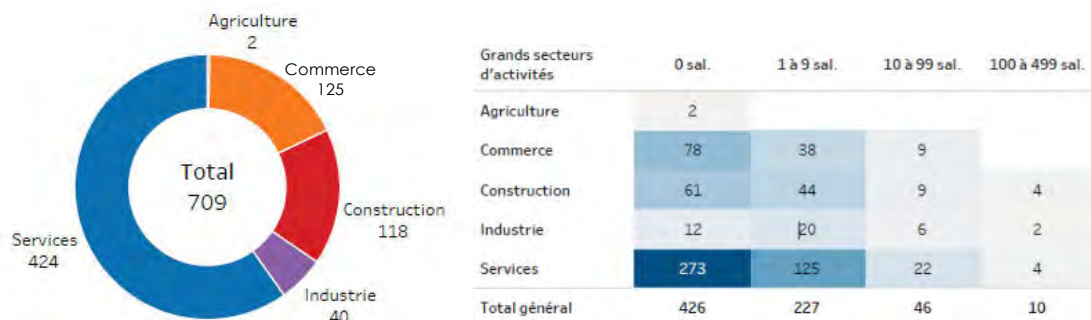 Agriculture
2
Commerce
125
Total
709
Construction
118
Services
424
Industrie
40
Grands secteurs d'activités 0 sal. 1 à 9 sal. 10 à 99 sal. 100 à 499 sal.
Agriculture 2
Commerce 78 38 9
Construction 61 44 9 4
Industrie 12 20 6 2
Services 273 125 22 4
Total général 426 227 46 10